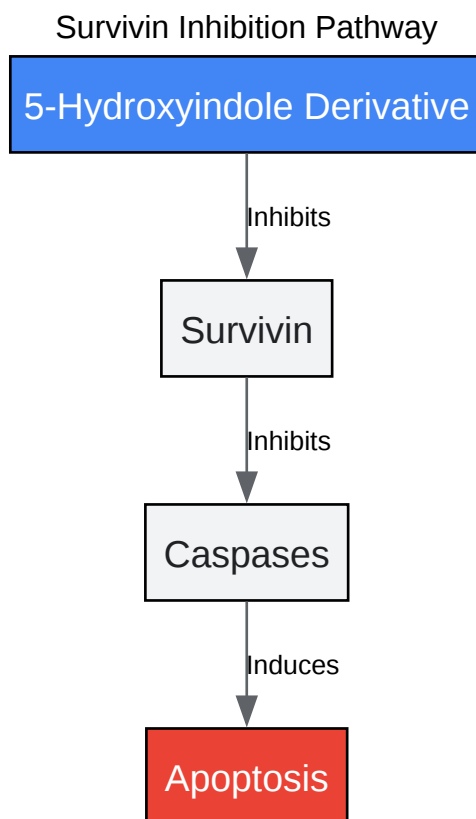 Survivin Inhibition Pathway
5-Hydroxyindole Derivative
Inhibits
Survivin
Inhibits
Caspases
Induces
Apoptosis